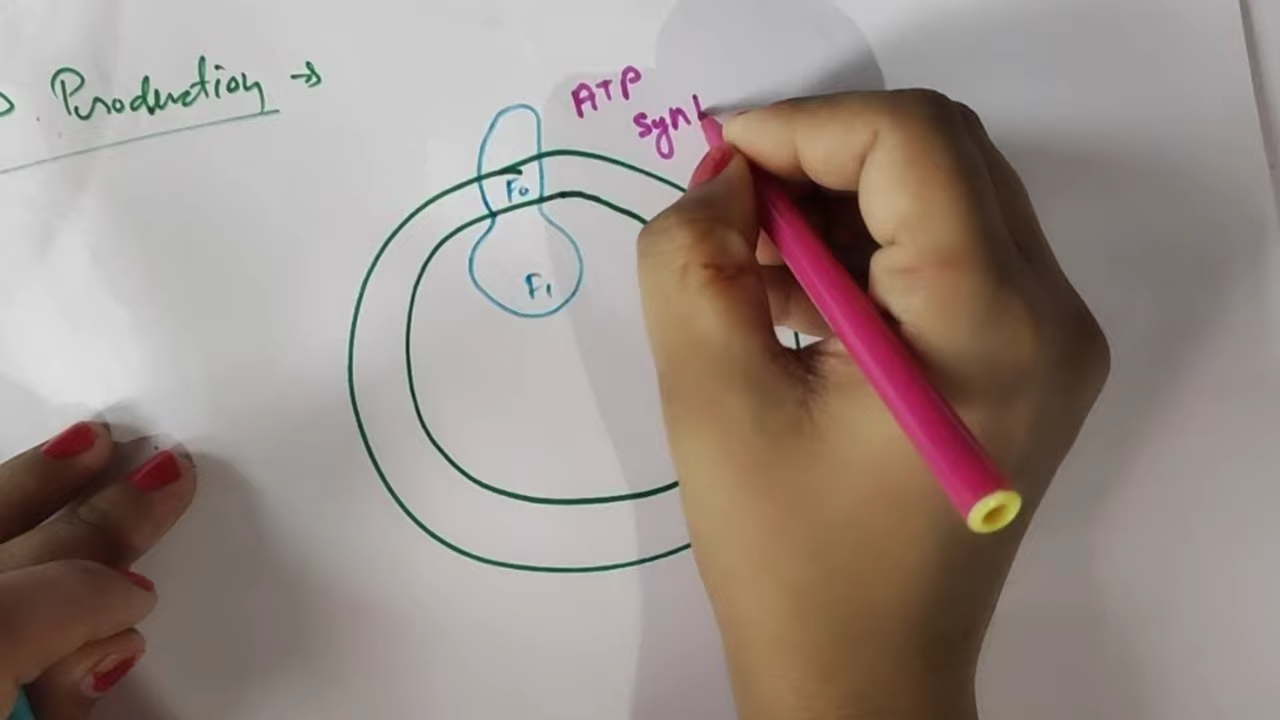 Production →
ATP
Syn
F₀
F₁